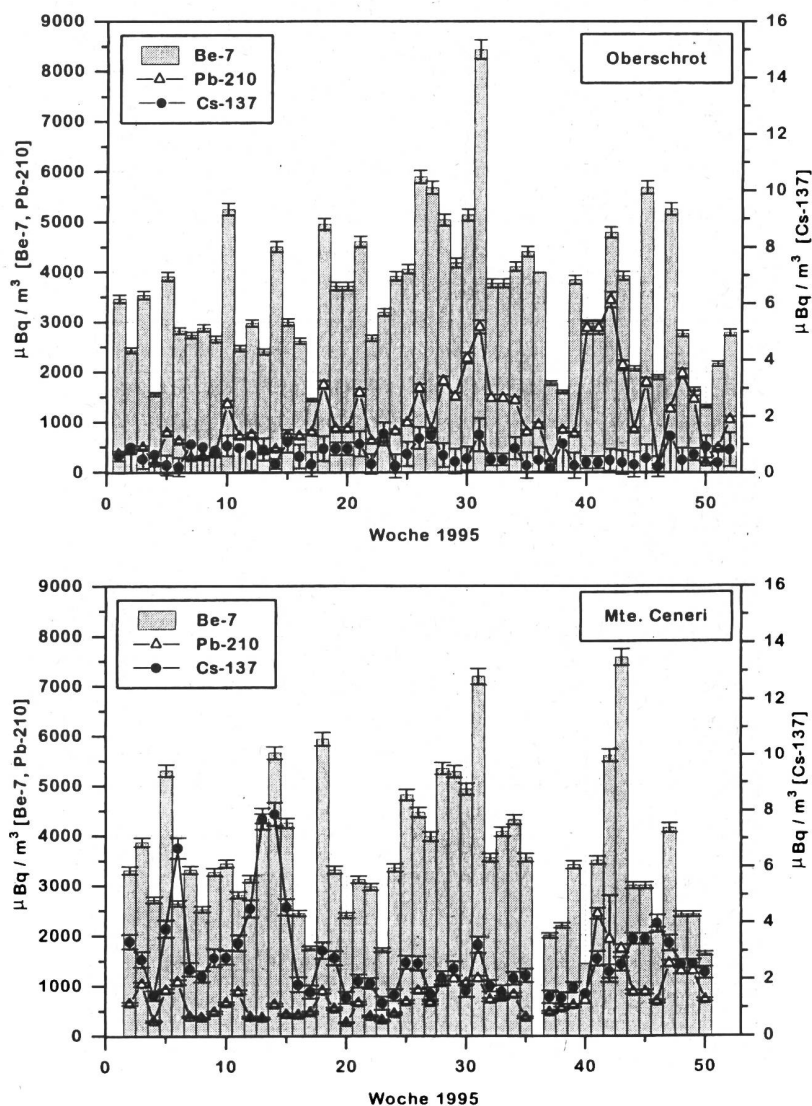 9000
8000
7000
6000
5000
4000
3000
2000
1000
0
µBq / m³ [Be-7, Pb-210]
Be-7
Pb-210
Cs-137
Oberschrot
16
14
12
10
8
6
4
2
0
µBq / m³ [Cs-137]
0 10 20 30 40 50
Woche 1995
9000
8000
7000
6000
5000
4000
3000
2000
1000
0
µBq / m³ [Be-7, Pb-210]
Be-7
Pb-210
Cs-137
Mte. Ceneri
16
14
12
10
8
6
4
2
0
µBq / m³ [Cs-137]
0 10 20 30 40 50
Woche 1995